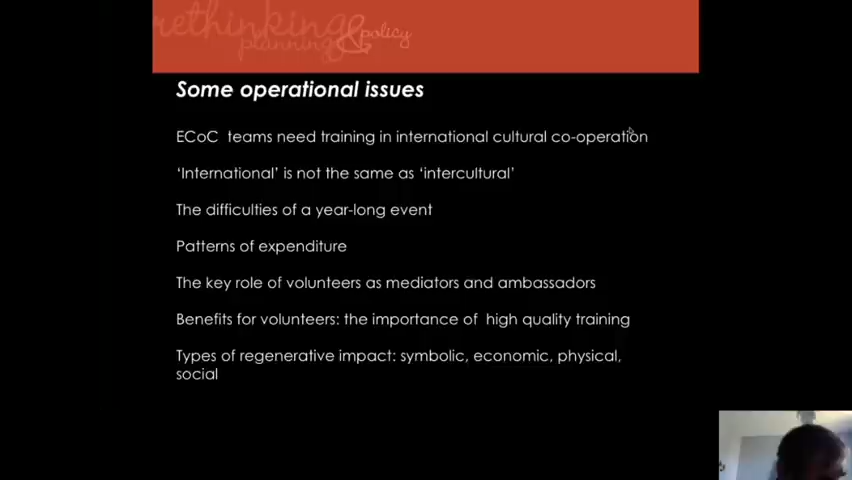 rethinking
planning & policy
Some operational issues
ECoC  teams need training in international cultural co-operation
‘International’ is not the same as ‘intercultural’
The difficulties of a year-long event
Patterns of expenditure
The key role of volunteers as mediators and ambassadors
Benefits for volunteers: the importance of  high quality training
Types of regenerative impact: symbolic, economic, physical,
social